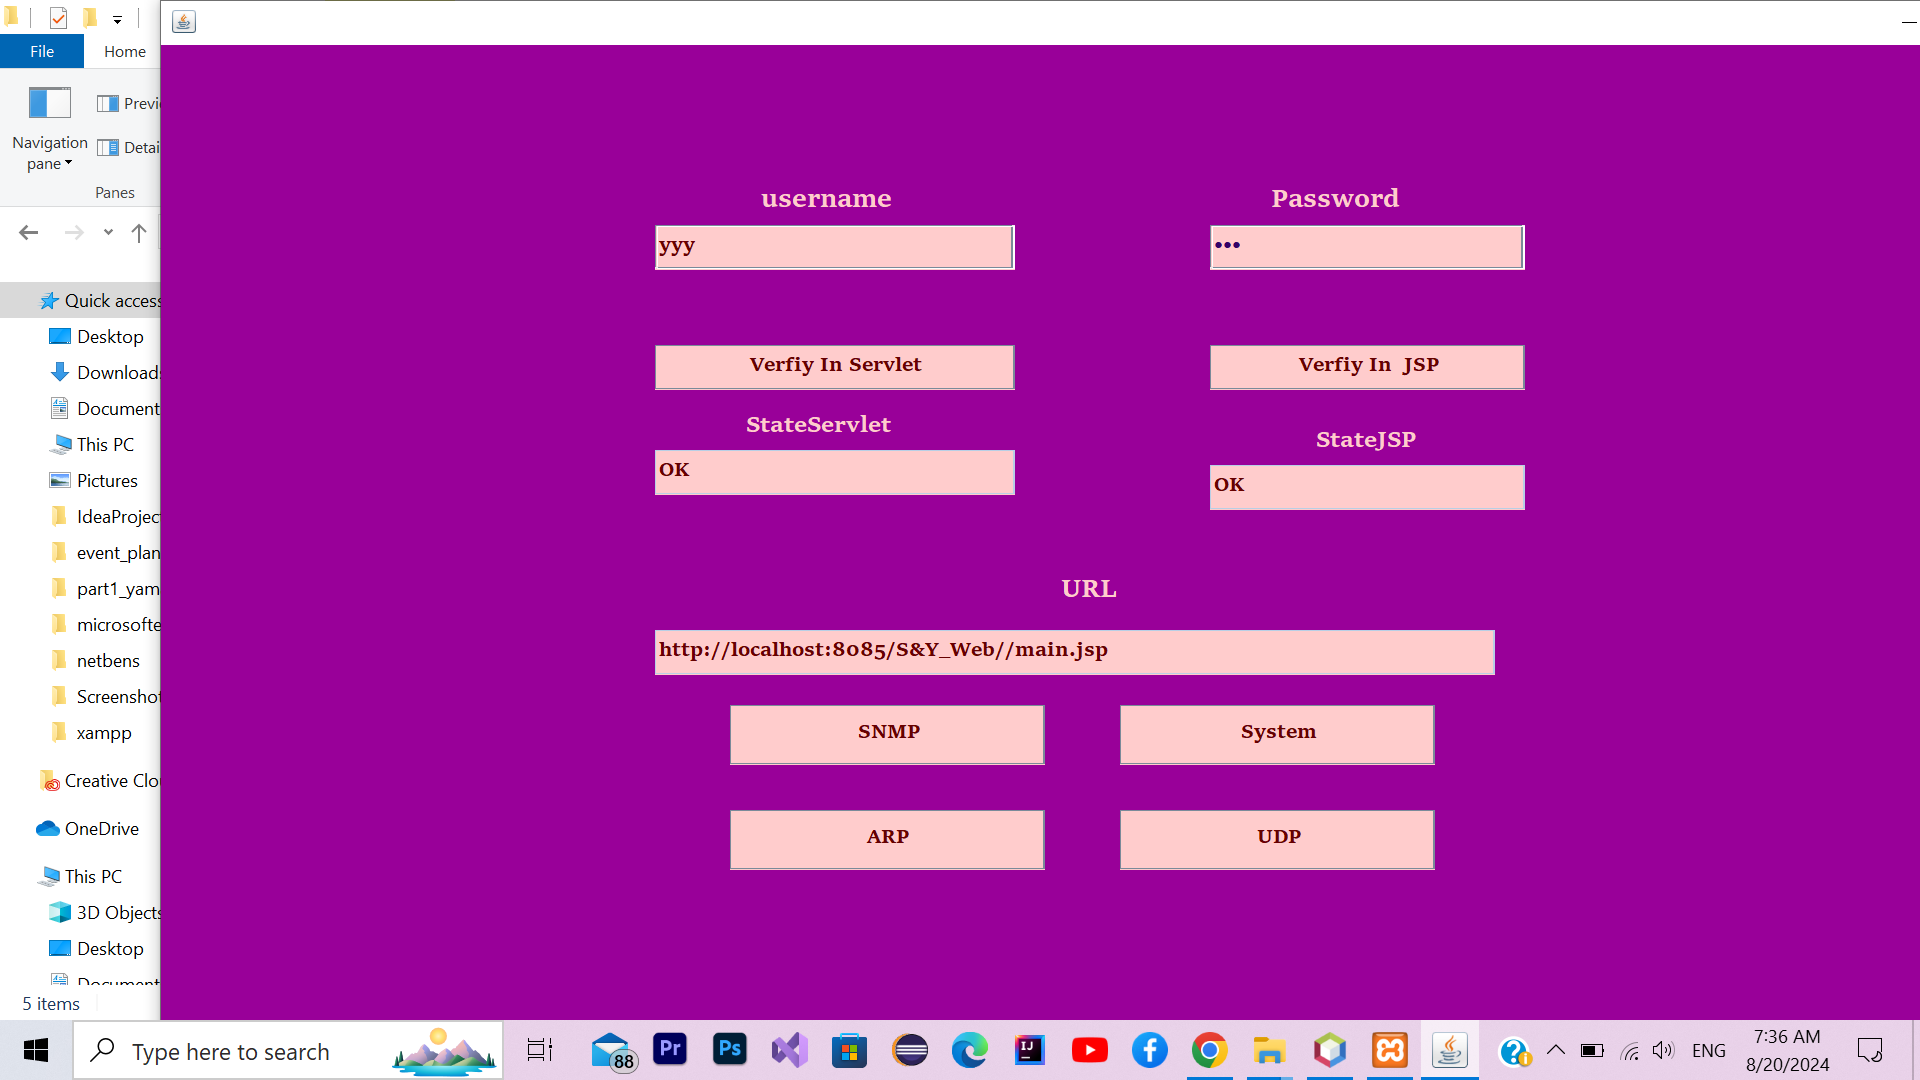 File
Home
Navigation
pane
Previ
Detai
Panes
Quick access
Desktop
Downloads
Document
This PC
Pictures
IdeaProjec
event_plan
part1_yam
microsofte
netbens
Screenshot
xampp
Creative Clo
OneDrive
This PC
3D Objects
Desktop
Document
5 items
username
Password
yyy
•••
Verfiy In Servlet
Verfiy In  JSP
StateServlet
StateJSP
OK
OK
URL
http://localhost:8085/S&Y_Web//main.jsp
SNMP
System
ARP
UDP
Type here to search
88
Pr
Ps
IJ
ENG
7:36 AM
8/20/2024